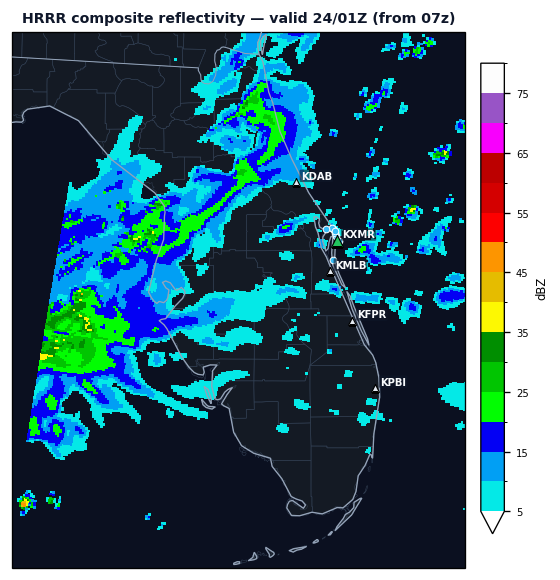 HRRR composite reflectivity — valid 24/01Z (from 07z)
KDAB
KXMR
KMLB
KFPR
KPBI
75
65
55
45
35
25
15
5
dBZ